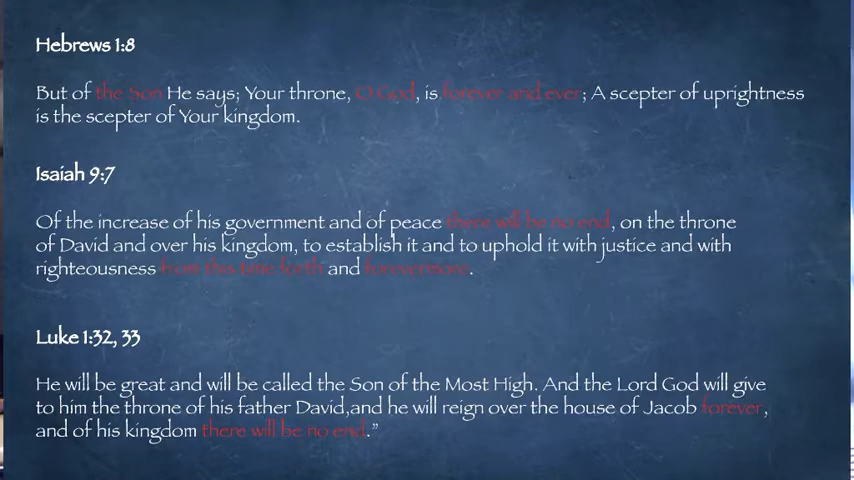 Hebrews 1:8
But of the Son He says; Your throne, O God, is forever and ever; A scepter of uprightness
is the scepter of Your kingdom.
Isaiah 9:7
Of the increase of his government and of peace there will be no end, on the throne
of David and over his kingdom, to establish it and to uphold it with justice and with
righteousness from this time forth and forevermore.
Luke 1:32, 33
He will be great and will be called the Son of the Most High. And the Lord God will give
to him the throne of his father David,and he will reign over the house of Jacob forever,
and of his kingdom there will be no end.”